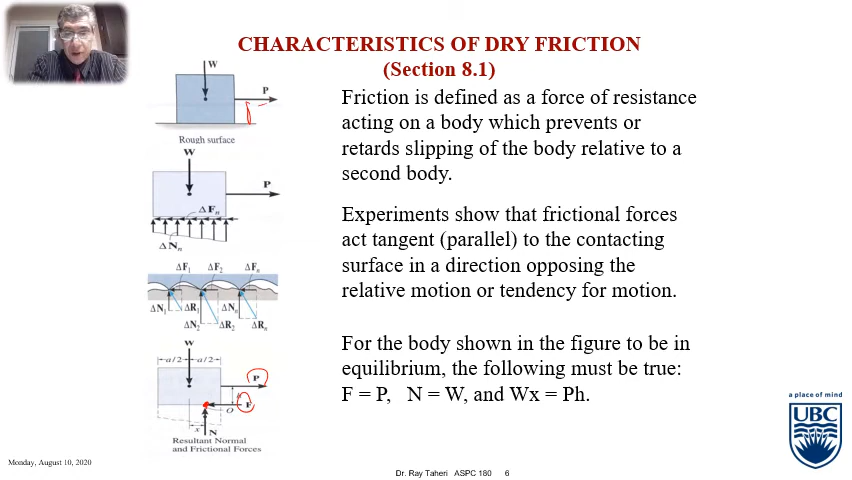 CHARACTERISTICS OF DRY FRICTION
(Section 8.1)
W
P
Rough surface
W
P
ΔFn
ΔNn
ΔF1 ΔF2 ΔFn
ΔN1 ΔR1 ΔNn
ΔN2 ΔR2 ΔRn
W
a/2 a/2
P
F
O
x N
Resultant Normal
and Frictional Forces
Friction is defined as a force of resistance
acting on a body which prevents or
retards slipping of the body relative to a
second body.
Experiments show that frictional forces
act tangent (parallel) to the contacting
surface in a direction opposing the
relative motion or tendency for motion.
For the body shown in the figure to be in
equilibrium, the following must be true:
F = P, N = W, and Wx = Ph.
a place of mind
UBC
Monday, August 10, 2020
Dr. Ray Taheri ASPC 180 6